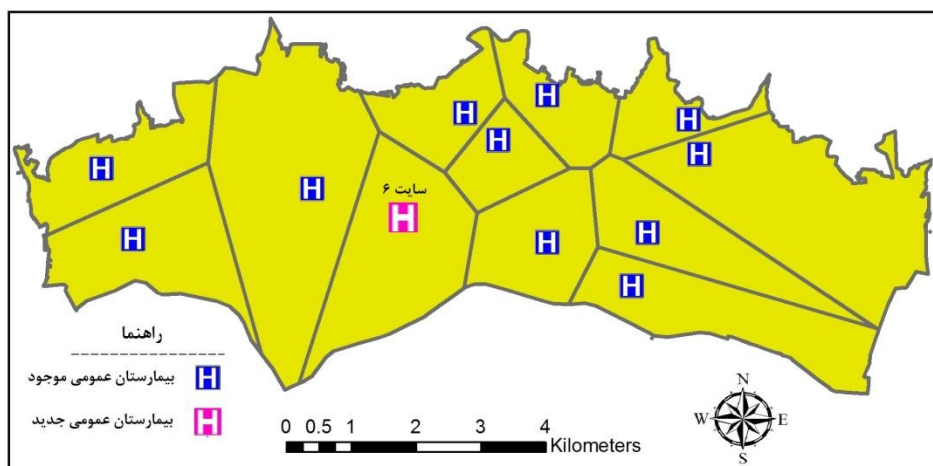 سایت ۶
H
H
H
H
H
H
H
H
H
H
H
H
راهنما
H بیمارستان عمومی موجود
H بیمارستان عمومی جدید
0 0.5 1 2 3 4
Kilometers
N
W E
S